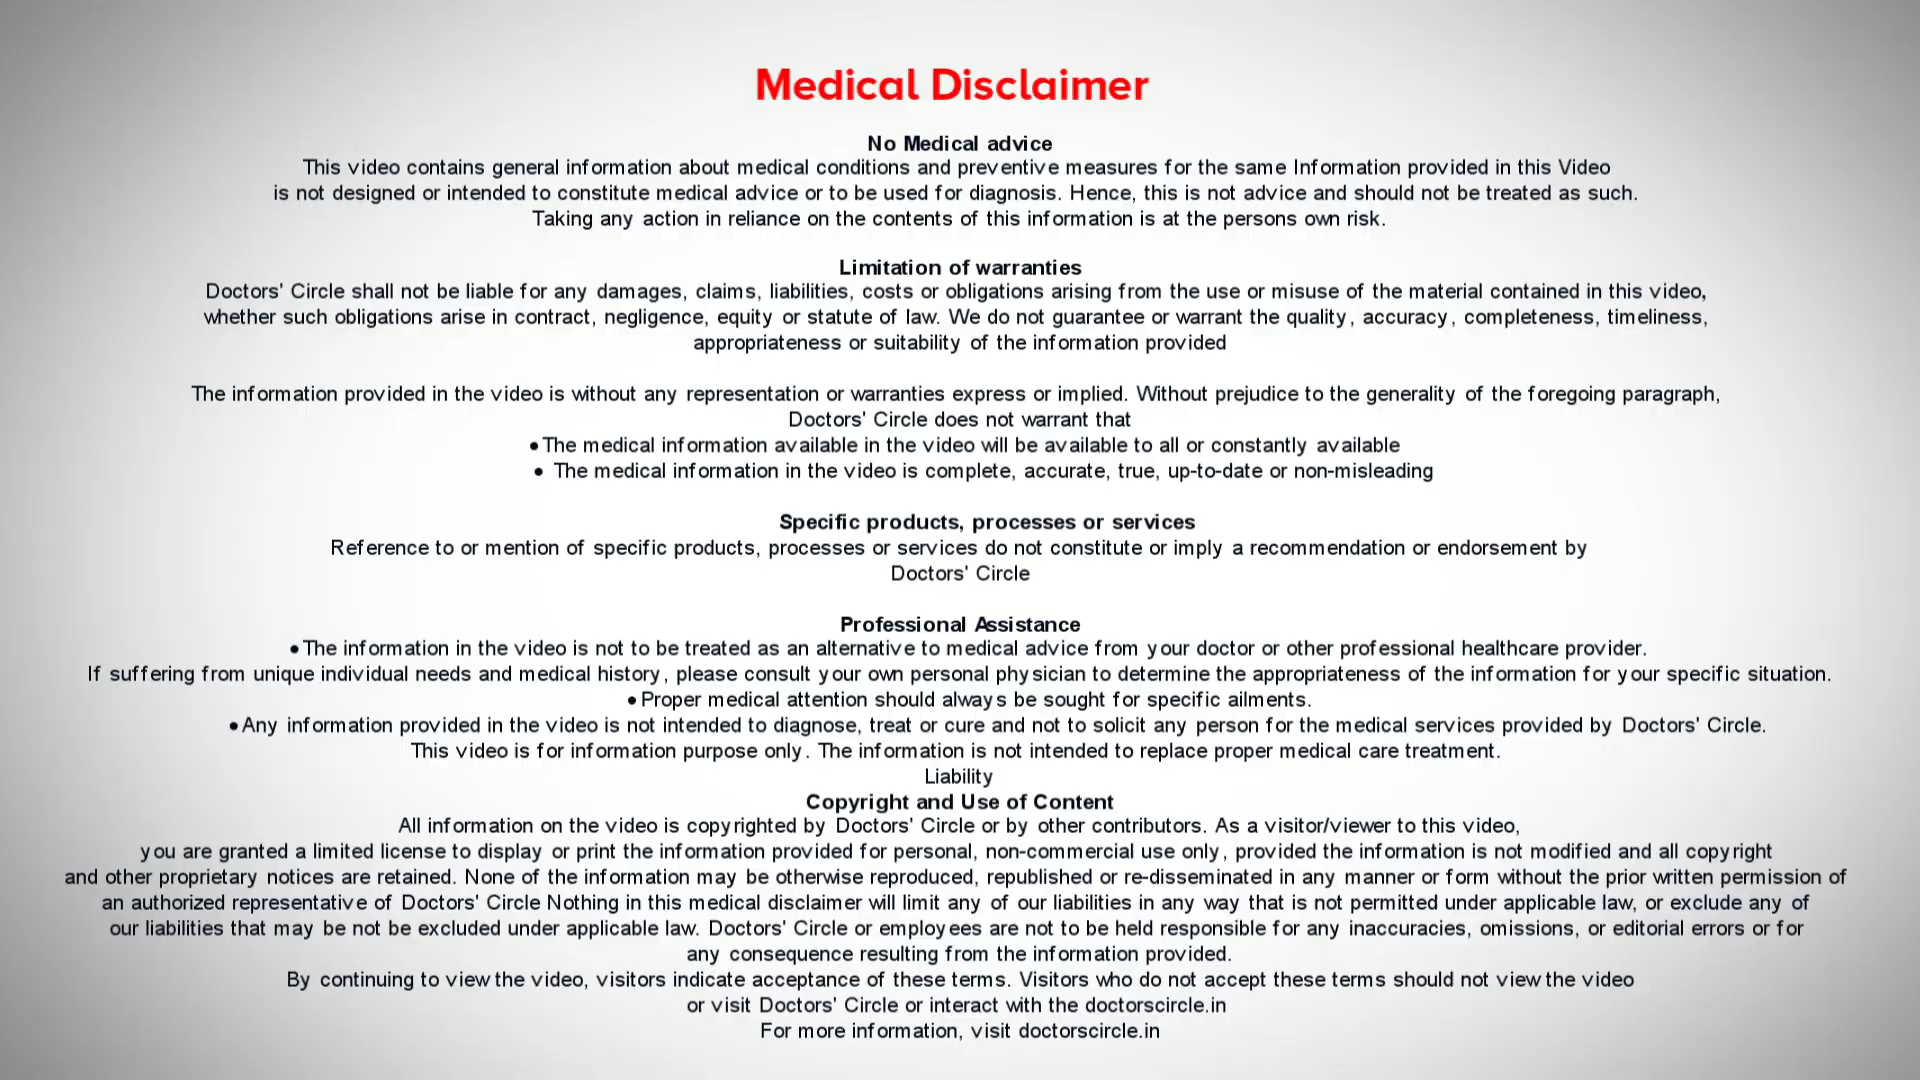 Medical Disclaimer
No Medical advice
This video contains general information about medical conditions and preventive measures for the same Information provided in this Video
is not designed or intended to constitute medical advice or to be used for diagnosis. Hence, this is not advice and should not be treated as such.
Taking any action in reliance on the contents of this information is at the persons own risk.
Limitation of warranties
Doctors' Circle shall not be liable for any damages, claims, liabilities, costs or obligations arising from the use or misuse of the material contained in this video,
whether such obligations arise in contract, negligence, equity or statute of law. We do not guarantee or warrant the quality, accuracy, completeness, timeliness,
appropriateness or suitability of the information provided
The information provided in the video is without any representation or warranties express or implied. Without prejudice to the generality of the foregoing paragraph,
Doctors' Circle does not warrant that
•The medical information available in the video will be available to all or constantly available
• The medical information in the video is complete, accurate, true, up-to-date or non-misleading
Specific products, processes or services
Reference to or mention of specific products, processes or services do not constitute or imply a recommendation or endorsement by
Doctors' Circle
Professional Assistance
•The information in the video is not to be treated as an alternative to medical advice from your doctor or other professional healthcare provider.
If suffering from unique individual needs and medical history, please consult your own personal physician to determine the appropriateness of the information for your specific situation.
•Proper medical attention should always be sought for specific ailments.
•Any information provided in the video is not intended to diagnose, treat or cure and not to solicit any person for the medical services provided by Doctors' Circle.
This video is for information purpose only. The information is not intended to replace proper medical care treatment.
Liability
Copyright and Use of Content
All information on the video is copyrighted by Doctors' Circle or by other contributors. As a visitor/viewer to this video,
you are granted a limited license to display or print the information provided for personal, non-commercial use only, provided the information is not modified and all copyright
and other proprietary notices are retained. None of the information may be otherwise reproduced, republished or re-disseminated in any manner or form without the prior written permission of
an authorized representative of Doctors' Circle Nothing in this medical disclaimer will limit any of our liabilities in any way that is not permitted under applicable law, or exclude any of
our liabilities that may be not be excluded under applicable law. Doctors' Circle or employees are not to be held responsible for any inaccuracies, omissions, or editorial errors or for
any consequence resulting from the information provided.
By continuing to view the video, visitors indicate acceptance of these terms. Visitors who do not accept these terms should not view the video
or visit Doctors' Circle or interact with the doctorscircle.in
For more information, visit doctorscircle.in